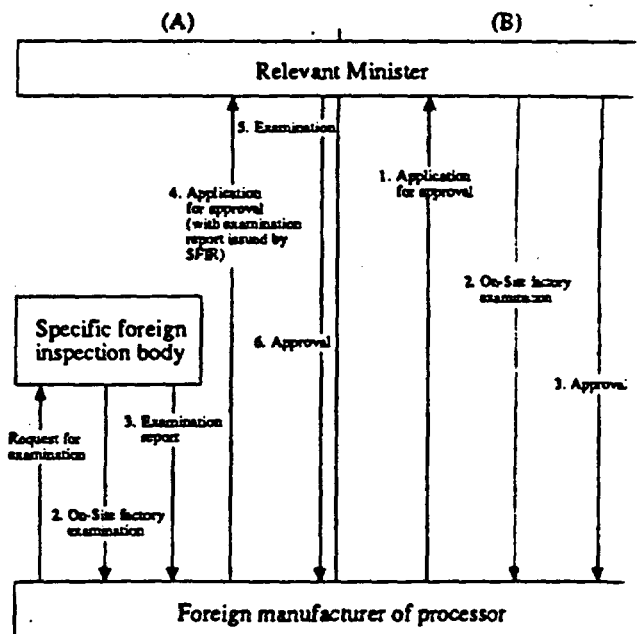 (A)
(B)
Relevant Minister
5. Examination
4. Application
for approval
(with examination
report issued by
SFIR)
1. Application
for approval
2. On-Site factory
examination
Specific foreign
inspection body
6. Approval
3. Approval
Request for
examination
3. Examination
report
2. On-Site factory
examination
Foreign manufacturer of processor